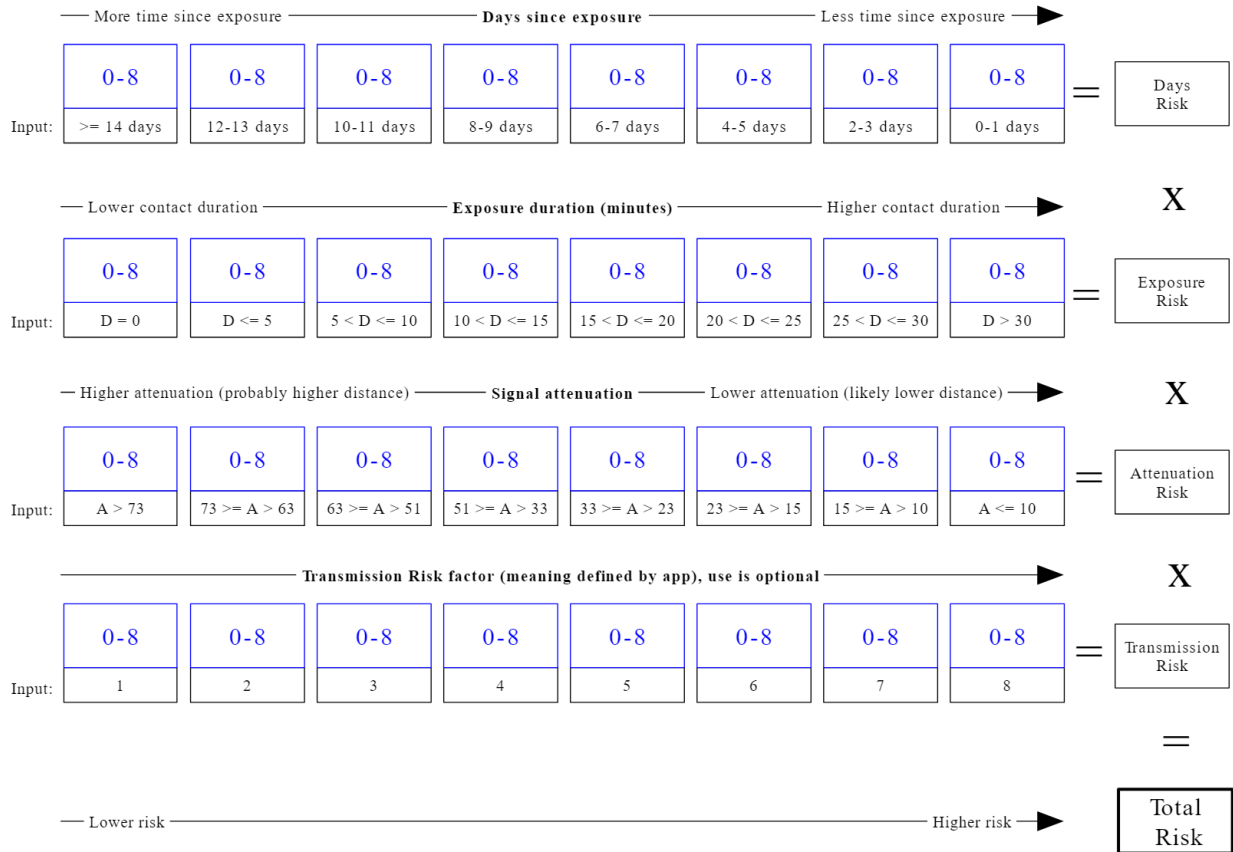 More time since exposure Days since exposure Less time since exposure
0-8 0-8 0-8 0-8 0-8 0-8 0-8 0-8 = Days Risk
Input: >= 14 days 12-13 days 10-11 days 8-9 days 6-7 days 4-5 days 2-3 days 0-1 days
X
Lower contact duration Exposure duration (minutes) Higher contact duration
0-8 0-8 0-8 0-8 0-8 0-8 0-8 0-8 = Exposure Risk
Input: D = 0 D <= 5 5 < D <= 10 10 < D <= 15 15 < D <= 20 20 < D <= 25 25 < D <= 30 D > 30
X
Higher attenuation (probably higher distance) Signal attenuation Lower attenuation (likely lower distance)
0-8 0-8 0-8 0-8 0-8 0-8 0-8 0-8 = Attenuation Risk
Input: A > 73 73 >= A > 63 63 >= A > 51 51 >= A > 33 33 >= A > 23 23 >= A > 15 15 >= A > 10 A <= 10
X
Transmission Risk factor (meaning defined by app), use is optional
0-8 0-8 0-8 0-8 0-8 0-8 0-8 0-8 = Transmission Risk
Input: 1 2 3 4 5 6 7 8
=
Lower risk Higher risk Total Risk